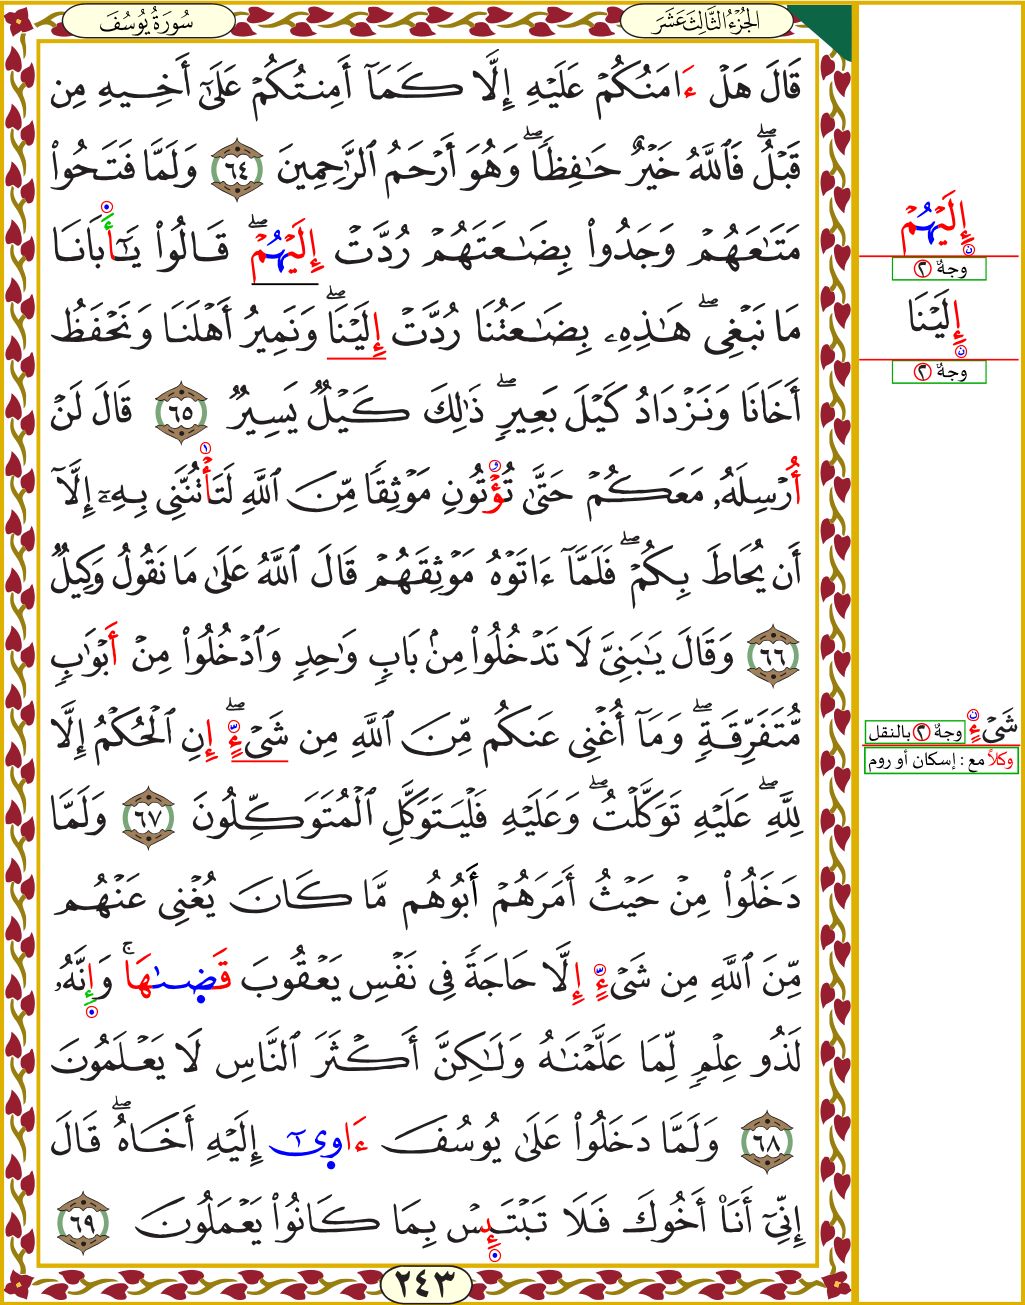 الجُزْءُ الثَّالِثَ عَشَرَ
سُورَةُ يُوسُفَ
قَالَ هَلْ ءَامَنُكُمْ عَلَيْهِ إِلَّا كَمَآ أَمِنتُكُمْ عَلَىٰٓ أَخِيهِ مِن
قَبْلُ ۖ فَٱللَّهُ خَيْرٌ حَٰفِظًا ۖ وَهُوَ أَرْحَمُ ٱلرَّٰحِمِينَ ٦٤ وَلَمَّا فَتَحُوا۟
مَتَٰعَهُمْ وَجَدُوا۟ بِضَٰعَتَهُمْ رُدَّتْ إِلَيْهُمْ ۖ قَالُوا۟ يَٰٓأَبَانَا
مَا نَبْغِى ۖ هَٰذِهِۦ بِضَٰعَتُنَا رُدَّتْ إِلَيْنَا ۖ وَنَمِيرُ أَهْلَنَا وَنَحْفَظُ
أَخَانَا وَنَزْدَادُ كَيْلَ بَعِيرٍ ۖ ذَٰلِكَ كَيْلٌ يَسِيرٌ ٦٥ قَالَ لَنْ
أُرْسِلَهُۥ مَعَكُمْ حَتَّىٰ تُؤْتُونِ مَوْثِقًا مِّنَ ٱللَّهِ لَتَأْتُنَّنِى بِهِۦٓ إِلَّآ
أَن يُحَاطَ بِكُمْ ۖ فَلَمَّآ ءَاتَوْهُ مَوْثِقَهُمْ قَالَ ٱللَّهُ عَلَىٰ مَا نَقُولُ وَكِيلٌ
٦٦ وَقَالَ يَٰبَنِىَّ لَا تَدْخُلُوا۟ مِنۢ بَابٍ وَٰحِدٍ وَٱدْخُلُوا۟ مِنْ أَبْوَٰبٍ
مُّتَفَرِّقَةٍ ۖ وَمَآ أُغْنِى عَنكُم مِّنَ ٱللَّهِ مِن شَىْءٍ ۖ إِنِ ٱلْحُكْمُ إِلَّا
لِلَّهِ ۖ عَلَيْهِ تَوَكَّلْتُ ۖ وَعَلَيْهِ فَلْيَتَوَكَّلِ ٱلْمُتَوَكِّلُونَ ٦٧ وَلَمَّا
دَخَلُوا۟ مِنْ حَيْثُ أَمَرَهُمْ أَبُوهُم مَّا كَانَ يُغْنِى عَنْهُم
مِّنَ ٱللَّهِ مِن شَىْءٍ إِلَّا حَاجَةً فِى نَفْسِ يَعْقُوبَ قَضَىٰهَا ۚ وَإِنَّهُۥ
لَذُو عِلْمٍ لِّمَا عَلَّمْنَٰهُ وَلَٰكِنَّ أَكْثَرَ ٱلنَّاسِ لَا يَعْلَمُونَ
٦٨ وَلَمَّا دَخَلُوا۟ عَلَىٰ يُوسُفَ ءَاوِىٰٓ إِلَيْهِ أَخَاهُ ۖ قَالَ
إِنِّىٓ أَنَا۠ أَخُوكَ فَلَا تَبْتَئِسْ بِمَا كَانُوا۟ يَعْمَلُونَ ٦٩
٢٤٣
إِلَيْهُمْ
وجهٌ ٢
إِلَيْنَا
وجهٌ ٢
شَىْءٍ وجهٌ ٢ بالنقل
وكلاً مع : إسكان أو روم